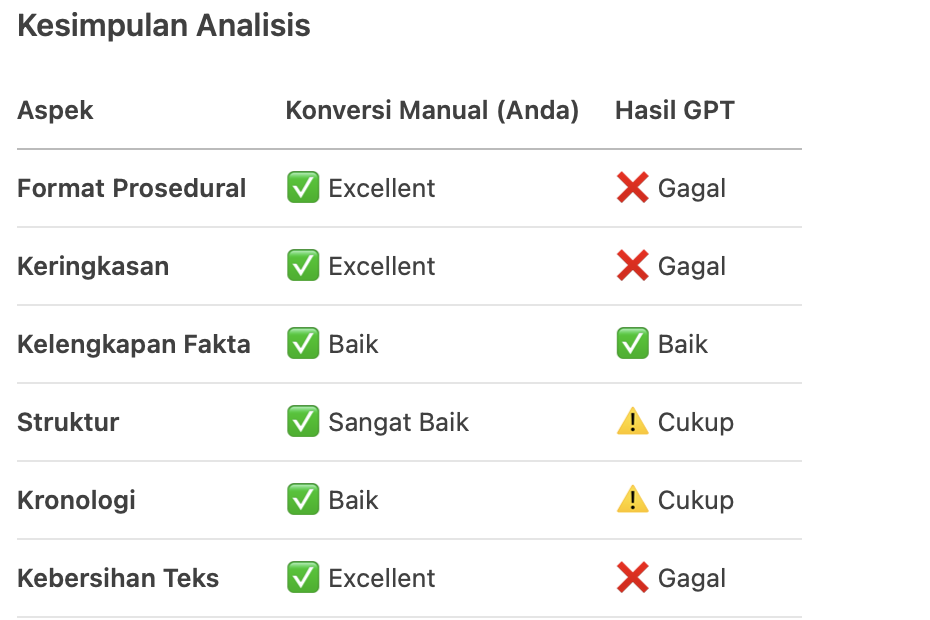 Kesimpulan Analisis
Aspek Konversi Manual (Anda) Hasil GPT
Format Prosedural ✅ Excellent ❌ Gagal
Keringkasan ✅ Excellent ❌ Gagal
Kelengkapan Fakta ✅ Baik ✅ Baik
Struktur ✅ Sangat Baik ⚠️ Cukup
Kronologi ✅ Baik ⚠️ Cukup
Kebersihan Teks ✅ Excellent ❌ Gagal